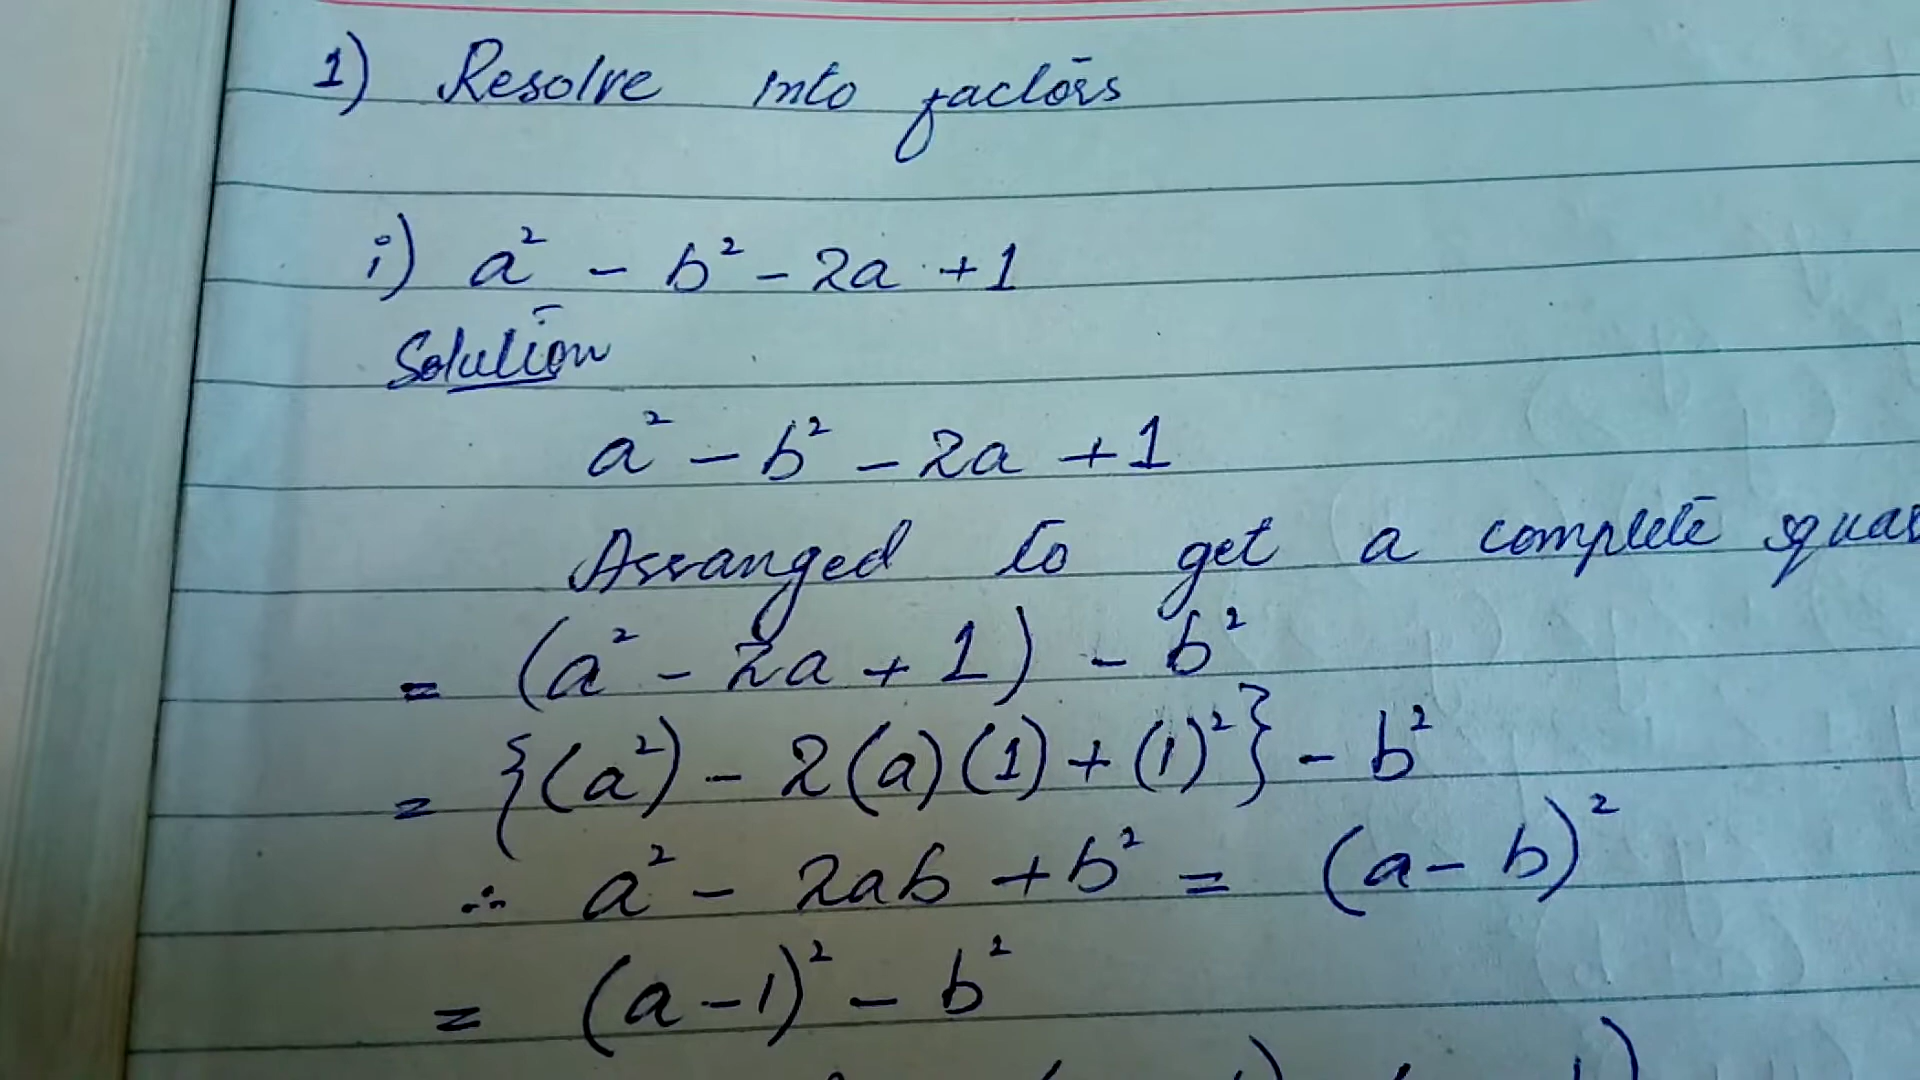 1) Resolve into factors
i) a² - b² - 2a + 1
Solution
a² - b² - 2a + 1
Arranged to get a complete squar
= (a² - 2a + 1) - b²
= {(a²) - 2(a)(1) + (1)²} - b²
∴ a² - 2ab + b² = (a - b)²
= (a - 1)² - b²